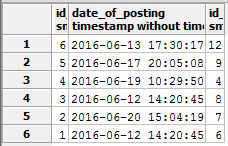 id_ date_of_posting id_
sm timestamp without time sm
1 6 2016-06-13 17:30:17 12
2 5 2016-06-17 20:05:08 9
3 4 2016-06-19 10:29:50 4
4 3 2016-06-12 14:20:45 8
5 2 2016-06-20 15:04:19 7
6 1 2016-06-12 14:20:45 6